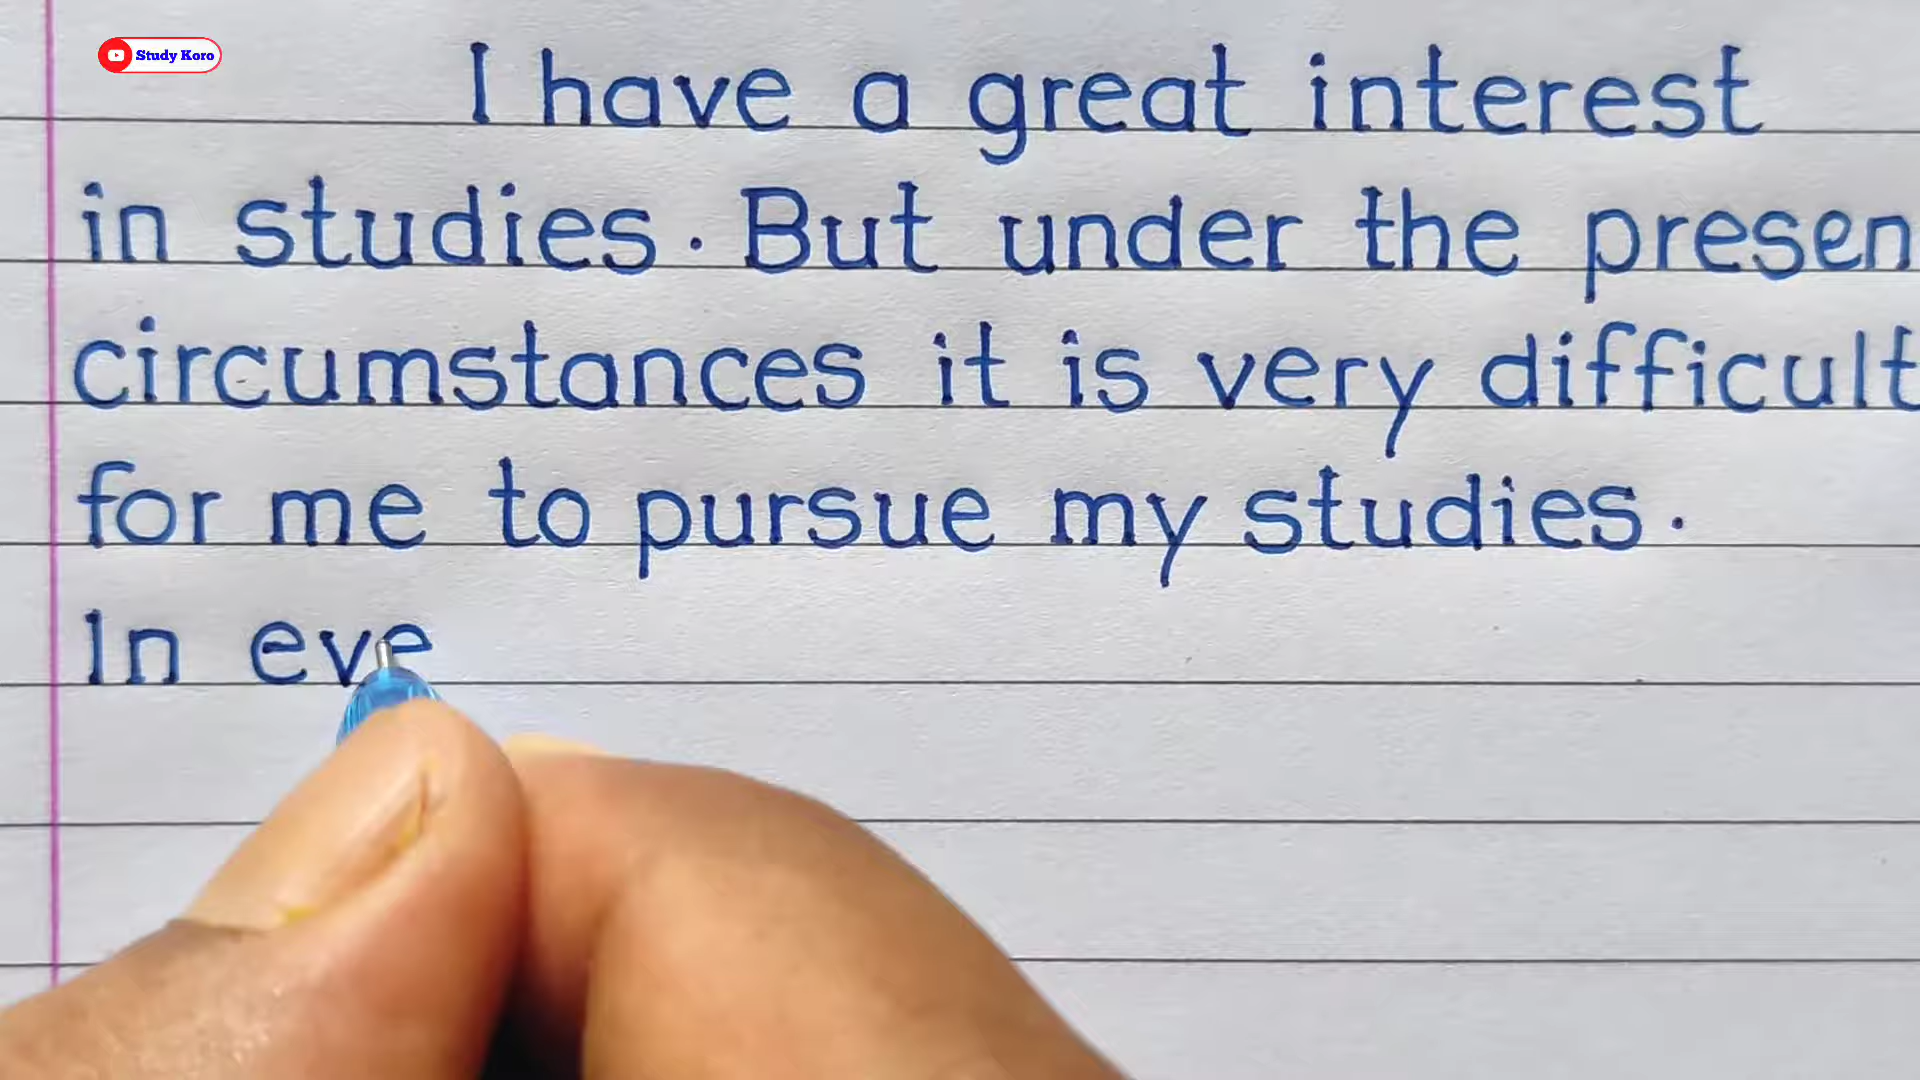 Study Koro
I have a great interest
in studies. But under the presen
circumstances it is very difficult
for me to pursue my studies.
In eve